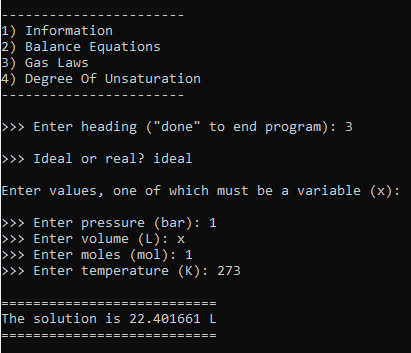 -----------------------
1) Information
2) Balance Equations
3) Gas Laws
4) Degree Of Unsaturation
-----------------------
>>> Enter heading ("done" to end program): 3
>>> Ideal or real? ideal
Enter values, one of which must be a variable (x):
>>> Enter pressure (bar): 1
>>> Enter volume (L): x
>>> Enter moles (mol): 1
>>> Enter temperature (K): 273
===========================
The solution is 22.401661 L
===========================